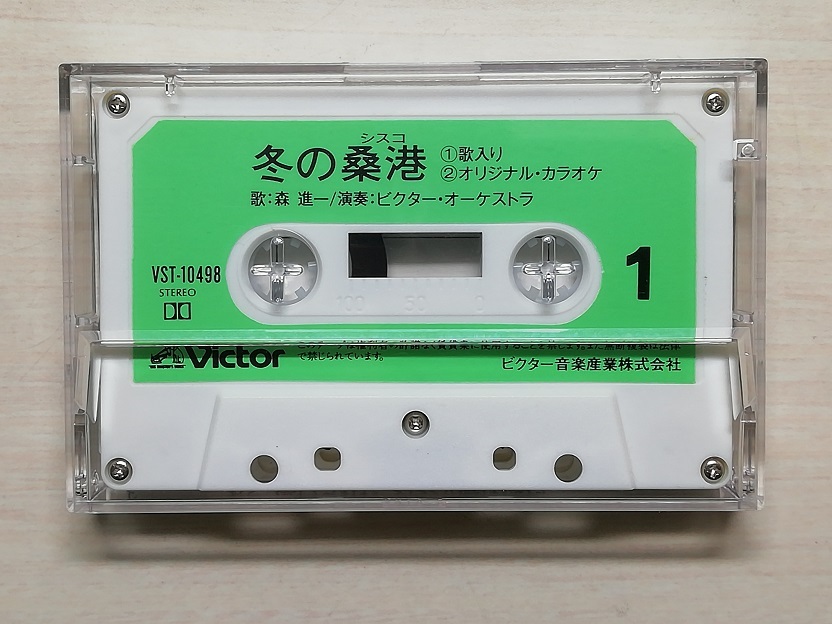 シスコ
冬の桑港
①歌入り
②オリジナル・カラオケ
歌:森 進一/演奏:ビクター・オーケストラ
VST-10498
STEREO
1
100 50 0
Victor
で禁じられています。
ビクター音楽産業株式会社